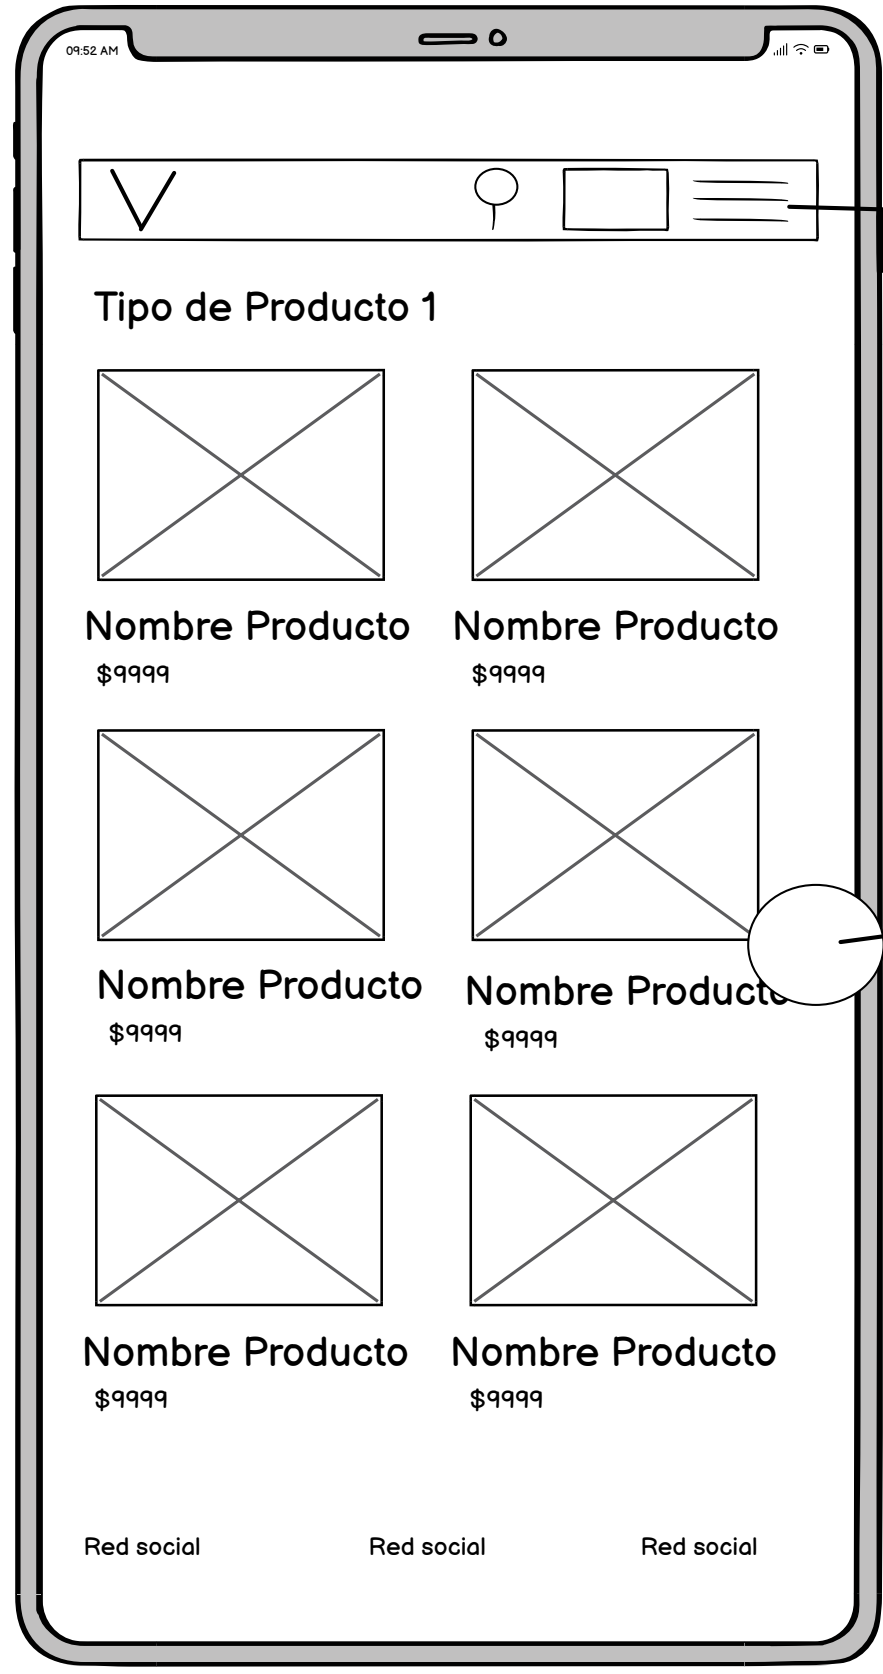 09:52 AM
V
Tipo de Producto 1
Nombre Producto Nombre Producto
$9999 $9999
Nombre Producto Nombre Producto
$9999 $9999
Nombre Producto Nombre Producto
$9999 $9999
Red social Red social Red social